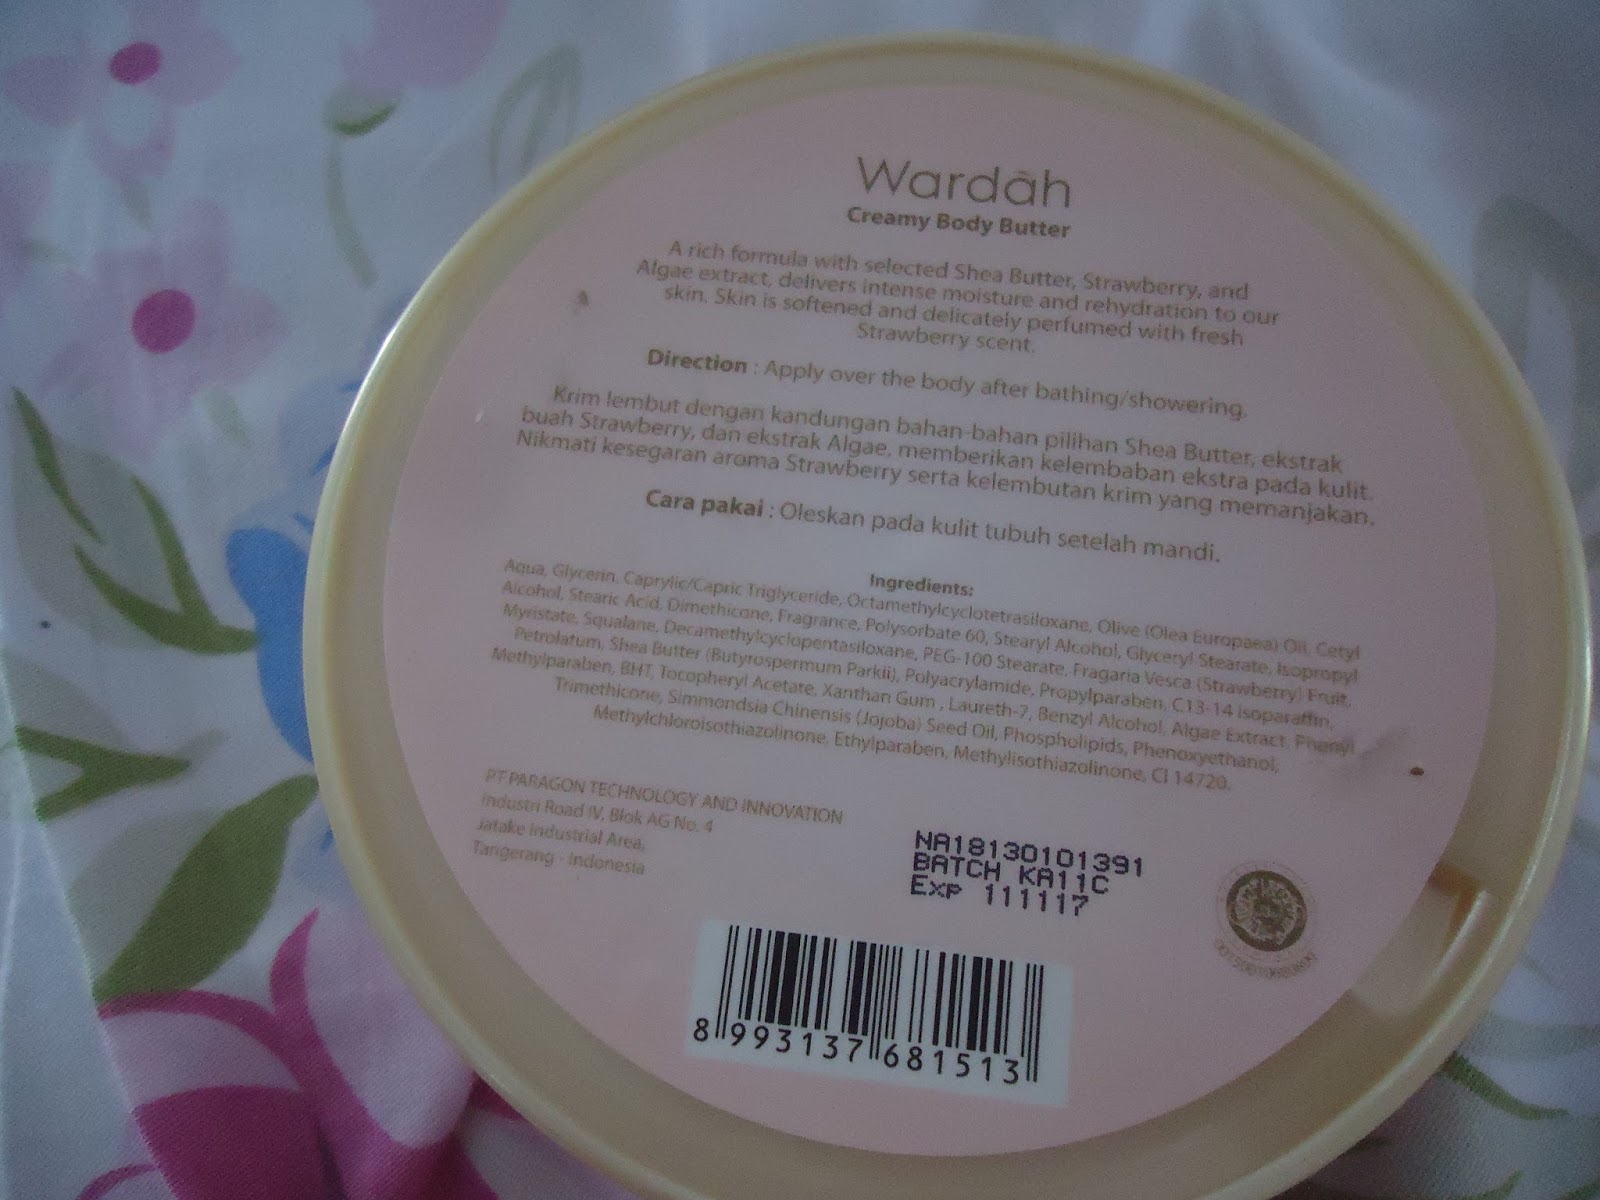 Wardāh
Creamy Body Butter
A rich formula with selected Shea Butter, Strawberry, and
Algae extract, delivers intense moisture and rehydration to our
skin. Skin is softened and delicately perfumed with fresh
Strawberry scent.
Direction : Apply over the body after bathing/showering.
Krim lembut dengan kandungan bahan-bahan pilihan Shea Butter, ekstrak
buah Strawberry, dan ekstrak Algae, memberikan kelembaban ekstra pada kulit.
Nikmati kesegaran aroma Strawberry serta kelembutan krim yang memanjakan.
Cara pakai : Oleskan pada kulit tubuh setelah mandi.
Ingredients:
Aqua, Glycerin, Caprylic/Capric Triglyceride, Octamethylcyclotetrasiloxane, Olive (Olea Europaea) Oil, Cetyl
Alcohol, Stearic Acid, Dimethicone, Fragrance, Polysorbate 60, Stearyl Alcohol, Glyceryl Stearate, Isopropyl
Myristate, Squalane, Decamethylcyclopentasiloxane, PEG-100 Stearate, Fragaria Vesca (Strawberry) Fruit,
Petrolatum, Shea Butter (Butyrospermum Parkii), Polyacrylamide, Propylparaben, C13-14 Isoparaffin,
Methylparaben, BHT, Tocopheryl Acetate, Xanthan Gum , Laureth-7, Benzyl Alcohol, Algae Extract, Phenyl
Trimethicone, Simmondsia Chinensis (Jojoba) Seed Oil, Phospholipids, Phenoxyethanol,
Methylchloroisothiazolinone, Ethylparaben, Methylisothiazolinone, CI 14720.
PT PARAGON TECHNOLOGY AND INNOVATION
Industri Road IV, Blok AG No. 4
Jatake Industrial Area,
Tangerang - Indonesia
NA18130101391
BATCH KA11C
Exp 111117
8 993137 681513